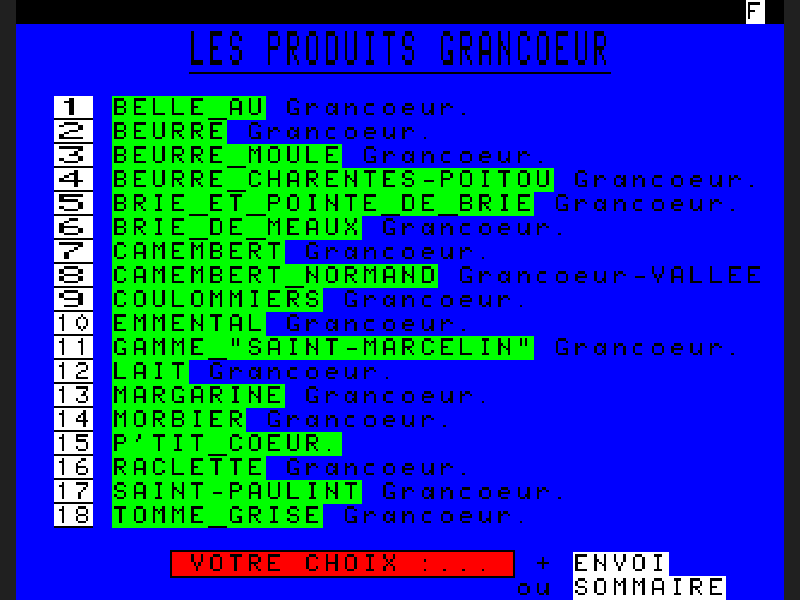 F
LES PRODUITS GRANCOEUR
1 BELLE_AU Grancoeur.
2 BEURRE Grancoeur.
3 BEURRE_MOULE Grancoeur.
4 BEURRE_CHARENTES-POITOU Grancoeur.
5 BRIE_ET_POINTE_DE_BRIE Grancoeur.
6 BRIE_DE_MEAUX Grancoeur.
7 CAMEMBERT Grancoeur.
8 CAMEMBERT_NORMAND Grancoeur-VALLEE
9 COULOMMIERS Grancoeur.
10 EMMENTAL Grancoeur.
11 GAMME_"SAINT-MARCELIN" Grancoeur.
12 LAIT Grancoeur.
13 MARGARINE Grancoeur.
14 MORBIER Grancoeur.
15 P'TIT_COEUR.
16 RACLETTE Grancoeur.
17 SAINT-PAULINT Grancoeur.
18 TOMME_GRISE Grancoeur.
VOTRE CHOIX :... + ENVOI
ou SOMMAIRE